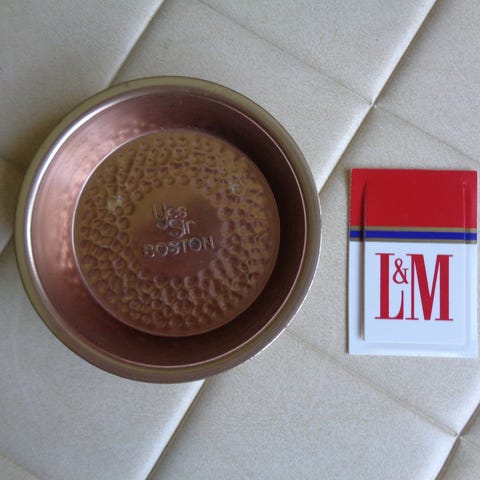 Yes
Sir
BOSTON
L&M